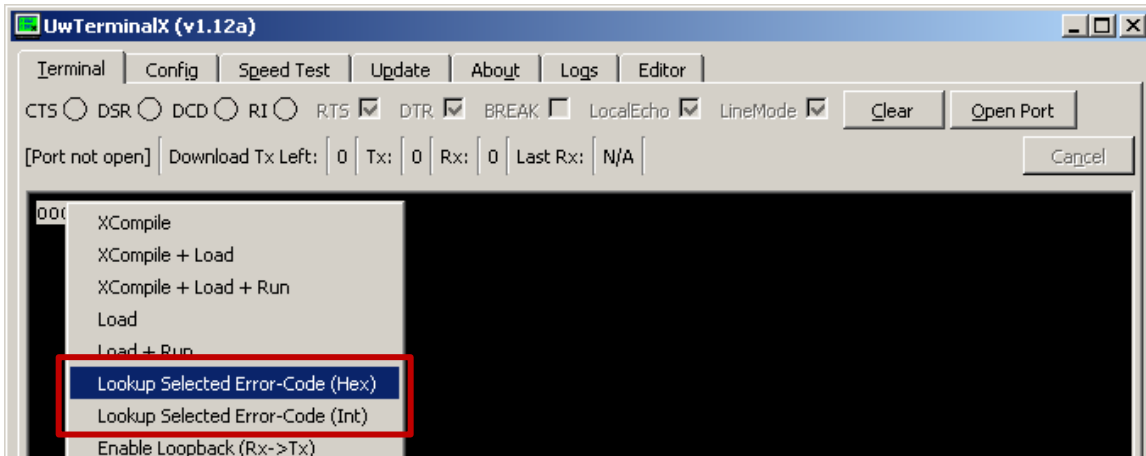 UwTerminalX (v1.12a)
Terminal Config Speed Test Update About Logs Editor
CTS DSR DCD RI RTS DTR BREAK LocalEcho LineMode Clear Open Port
[Port not open] Download Tx Left: 0 Tx: 0 Rx: 0 Last Rx: N/A Cancel
XCompile
XCompile + Load
XCompile + Load + Run
Load
Load + Run
Lookup Selected Error-Code (Hex)
Lookup Selected Error-Code (Int)
Enable Loopback (Rx->Tx)